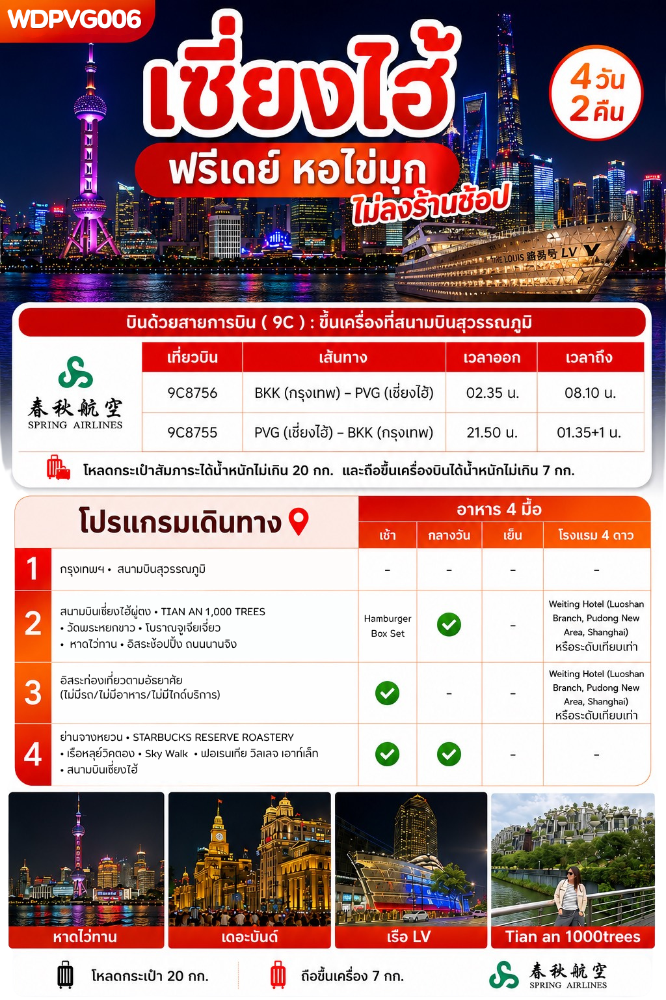 WDPVG006
เซี่ยงไฮ้
4 วัน
2 คืน
ฟรีเดย์ หอไข่มุก
ไม่ลงร้านช้อป
THE LOUIS 路易号 LV
บินด้วยสายการบิน ( 9C ) : ขึ้นเครื่องที่สนามบินสุวรรณภูมิ
春秋航空
SPRING AIRLINES
เที่ยวบิน เส้นทาง เวลาออก เวลาถึง
9C8756 BKK (กรุงเทพ) – PVG (เซี่ยงไฮ้) 02.35 น. 08.10 น.
9C8755 PVG (เซี่ยงไฮ้) – BKK (กรุงเทพ) 21.50 น. 01.35+1 น.
โหลดกระเป๋าสัมภาระได้น้ำหนักไม่เกิน 20 กก. และถือขึ้นเครื่องบินได้น้ำหนักไม่เกิน 7 กก.
โปรแกรมเดินทาง
อาหาร 4 มื้อ
เช้า กลางวัน เย็น โรงแรม 4 ดาว
1 กรุงเทพฯ • สนามบินสุวรรณภูมิ - - - -
2
สนามบินเซี่ยงไฮ้ผู่ตง • TIAN AN 1,000 TREES
• วัดพระหยกขาว • โบราณจูเจียเจี่ยว
• หาดไว่ทาน • อิสระช้อปปิ้ง ถนนนานจิง
Hamburger
Box Set
-
Weiting Hotel (Luoshan
Branch, Pudong New
Area, Shanghai)
หรือระดับเทียบเท่า
3
อิสระท่องเที่ยวตามอัธยาศัย
(ไม่มีรถ/ไม่มีอาหาร/ไม่มีไกด์บริการ)
- -
Weiting Hotel (Luoshan
Branch, Pudong New
Area, Shanghai)
หรือระดับเทียบเท่า
4
ย่านจางหยวน • STARBUCKS RESERVE ROASTERY
• เรือหลุย์วิคตอง • Sky Walk • ฟอเรนเทีย วิลเลจ เอาท์เล็ท
• สนามบินเซี่ยงไฮ้
- -
หาดไว่ทาน
เดอะบันด์
เรือ LV
Tian an 1000trees
โหลดกระเป๋า 20 กก.
ถือขึ้นเครื่อง 7 กก.
春秋航空
SPRING AIRLINES